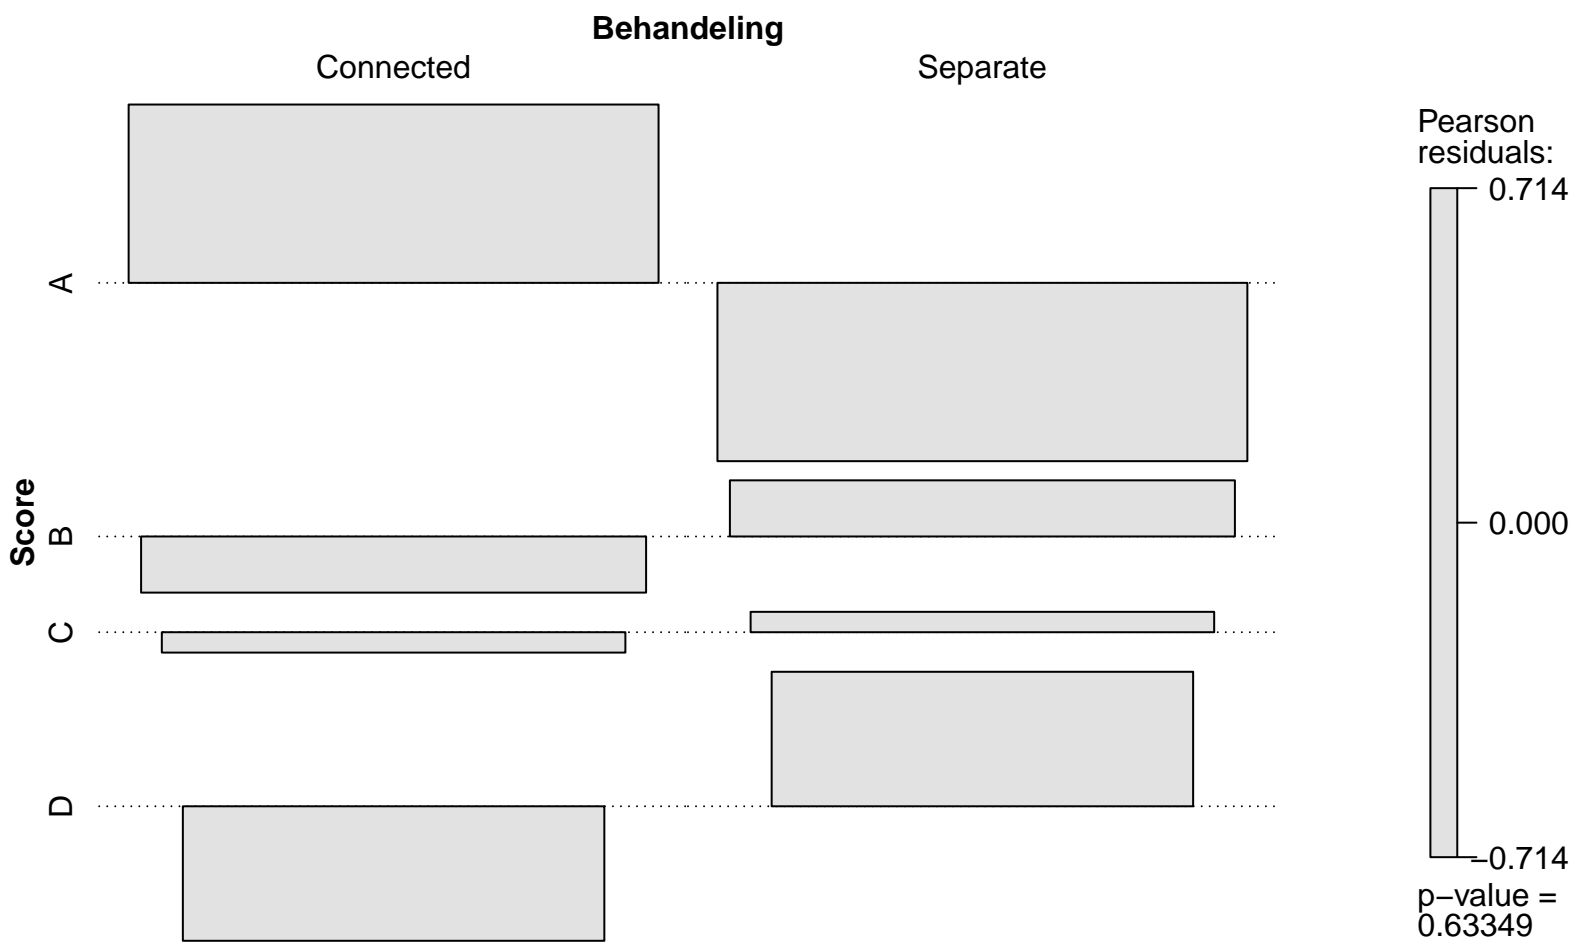 Behandeling
Connected Separate
Score
A
B
C
D
Pearson
residuals:
0.714
0.000
−0.714
p−value =
0.63349